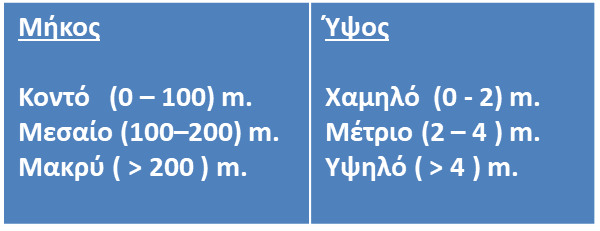 Μήκος
Κοντό (0 – 100) m.
Μεσαίο (100–200) m.
Μακρύ ( > 200 ) m.
Ύψος
Χαμηλό (0 - 2) m.
Μέτριο (2 – 4 ) m.
Υψηλό ( > 4 ) m.